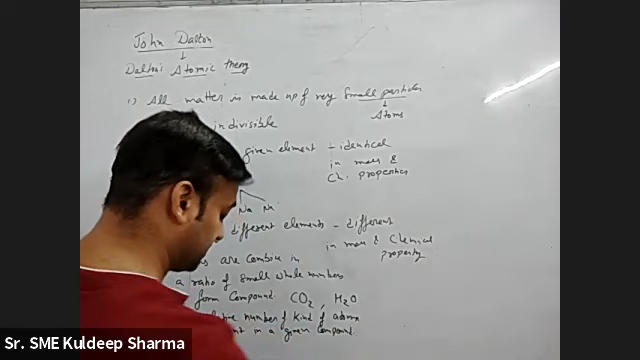 John Dalton
↓
Dalton's Atomic theory
1) All matter is made up of very small particles
↓
Atoms
indivisible
given element - identical
in mass &
Ch. properties
Na Na
different elements - different
in mass & Chemical
property
are combine in
a ratio of small whole numbers
form compound. CO2, H2O
number & kind of atoms
in a given compound.
Sr. SME Kuldeep Sharma